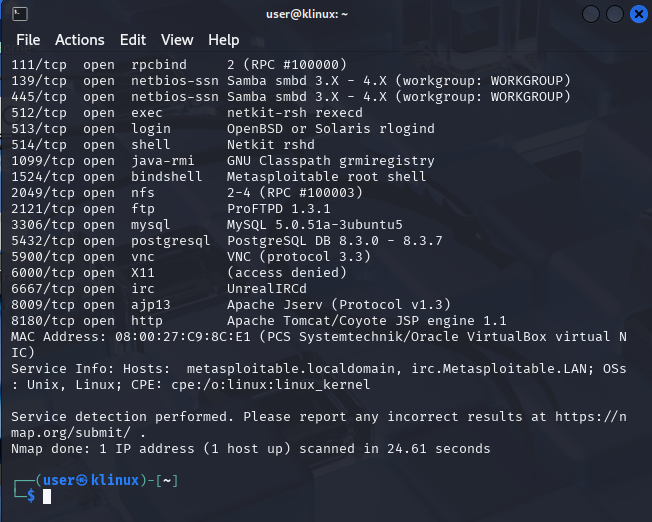 user@klinux: ~
File Actions Edit View Help
111/tcp open rpcbind 2 (RPC #100000)
139/tcp open netbios-ssn Samba smbd 3.X - 4.X (workgroup: WORKGROUP)
445/tcp open netbios-ssn Samba smbd 3.X - 4.X (workgroup: WORKGROUP)
512/tcp open exec netkit-rsh rexecd
513/tcp open login OpenBSD or Solaris rlogind
514/tcp open shell Netkit rshd
1099/tcp open java-rmi GNU Classpath grmiregistry
1524/tcp open bindshell Metasploitable root shell
2049/tcp open nfs 2-4 (RPC #100003)
2121/tcp open ftp ProFTPD 1.3.1
3306/tcp open mysql MySQL 5.0.51a-3ubuntu5
5432/tcp open postgresql PostgreSQL DB 8.3.0 - 8.3.7
5900/tcp open vnc VNC (protocol 3.3)
6000/tcp open X11 (access denied)
6667/tcp open irc UnrealIRCd
8009/tcp open ajp13 Apache Jserv (Protocol v1.3)
8180/tcp open http Apache Tomcat/Coyote JSP engine 1.1
MAC Address: 08:00:27:C9:8C:E1 (PCS Systemtechnik/Oracle VirtualBox virtual N
IC)
Service Info: Hosts:  metasploitable.localdomain, irc.Metasploitable.LAN; OSs
: Unix, Linux; CPE: cpe:/o:linux:linux_kernel
Service detection performed. Please report any incorrect results at https://n
map.org/submit/ .
Nmap done: 1 IP address (1 host up) scanned in 24.61 seconds
┌──(user㉿klinux)-[~]
└─$